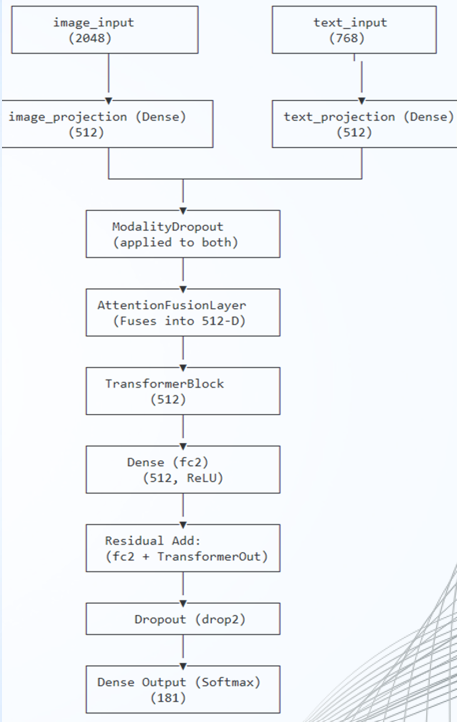 image_input
(2048)
text_input
(768)
image_projection (Dense)
(512)
text_projection (Dense)
(512)
ModalityDropout
(applied to both)
AttentionFusionLayer
(Fuses into 512-D)
TransformerBlock
(512)
Dense (fc2)
(512, ReLU)
Residual Add:
(fc2 + TransformerOut)
Dropout (drop2)
Dense Output (Softmax)
(181)